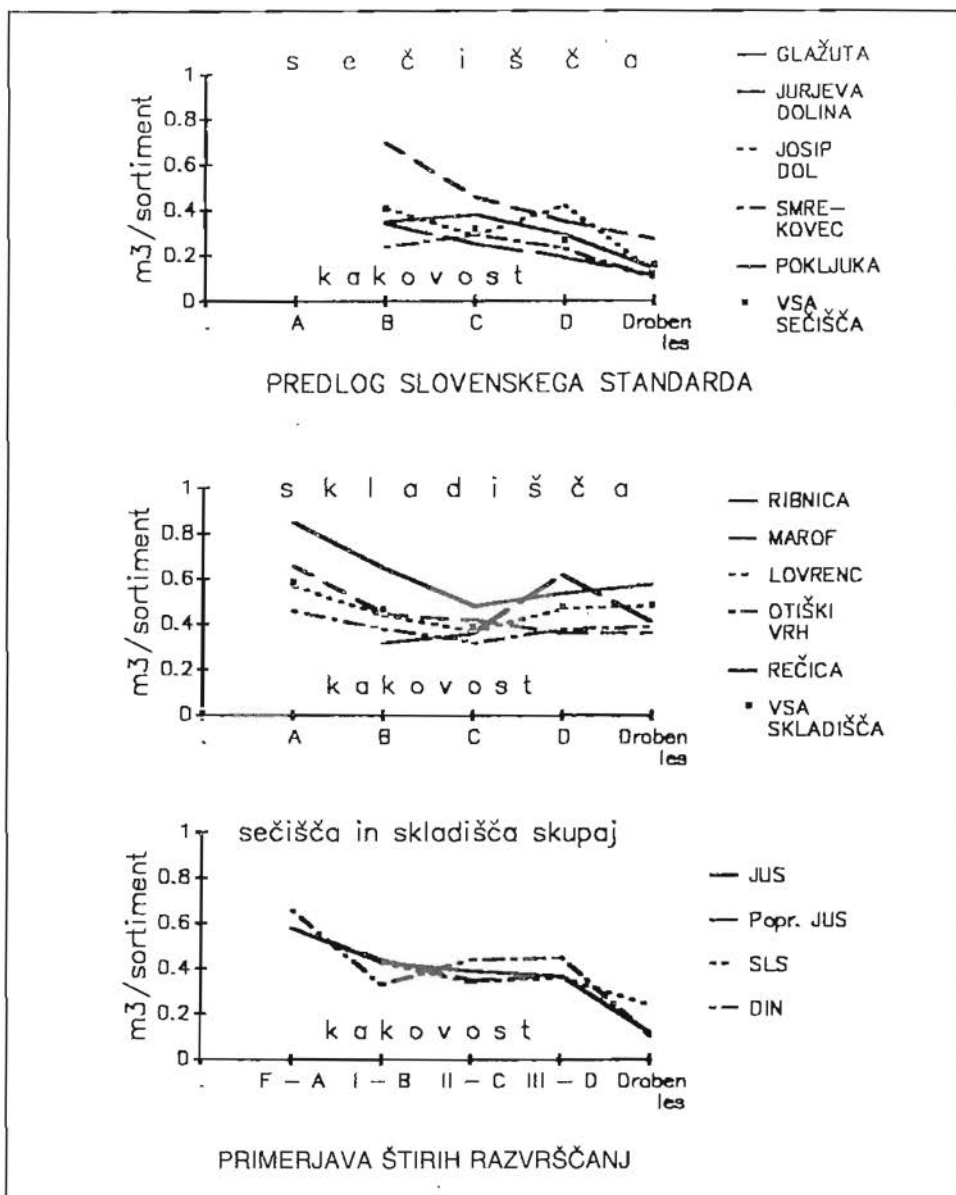 s e č i š č a
m3/sortiment
1
0.8
0.6
0.4
0.2
0
k a k o v o s t
A B C D Droben les
GLAŽUTA
JURJEVA
DOLINA
JOSIP
DOL
SMRE–
KOVEC
POKLJUKA
VSA
SEČIŠČA
PREDLOG SLOVENSKEGA STANDARDA
s k l a d i š č a
m3/sortiment
1
0.8
0.6
0.4
0.2
0
k a k o v o s t
A B C D Droben les
RIBNICA
MAROF
LOVRENC
OTIŠKI
VRH
REČICA
VSA
SKLADIŠČA
sečišča in skladišča skupaj
m3/sortiment
1
0.8
0.6
0.4
0.2
0
k a k o v o s t
F – A I – B II – C III – D Droben les
JUS
Popr. JUS
SLS
DIN
PRIMERJAVA ŠTIRIH RAZVRŠČANJ